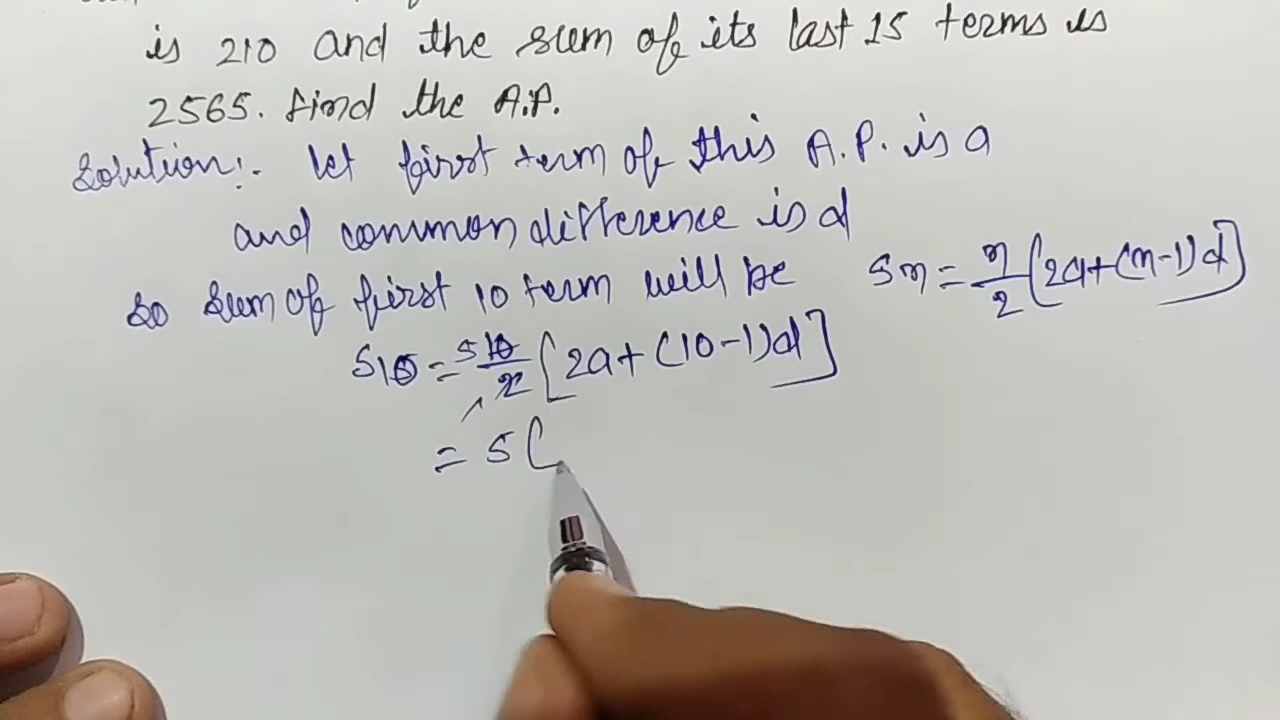 is 210 and the sum of its last 15 terms is
2565. find the A.P.
Solution:- let first term of this A.P. is a
and common difference is d
so sum of first 10 term will be Sn = n/2 [2a+(n-1)d]
S10 = 5 10/2 [2a+(10-1)d]
= 5 [